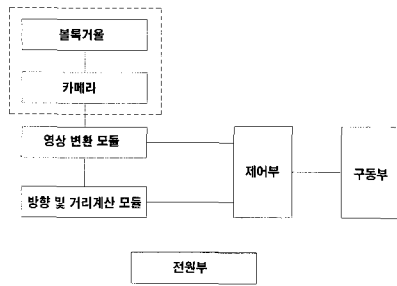 볼록거울
카메라
영상 변환 모듈
방향 및 거리계산 모듈
제어부
구동부
전원부